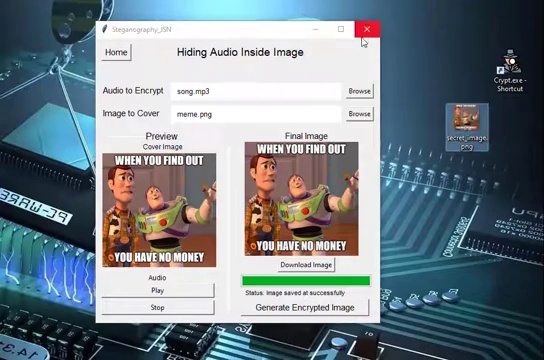 Steganography_JSN
Home
Hiding Audio Inside Image
Audio to Encrypt
song.mp3
Browse
Image to Cover
meme.png
Browse
Preview
Cover Image
WHEN YOU FIND OUT
YOU HAVE NO MONEY
Final Image
WHEN YOU FIND OUT
YOU HAVE NO MONEY
Audio
Play
Stop
Download Image
Status: Image saved at successfully
Generate Encrypted Image
Crypt.exe -
Shortcut
secret_image.
png
PC-WARE